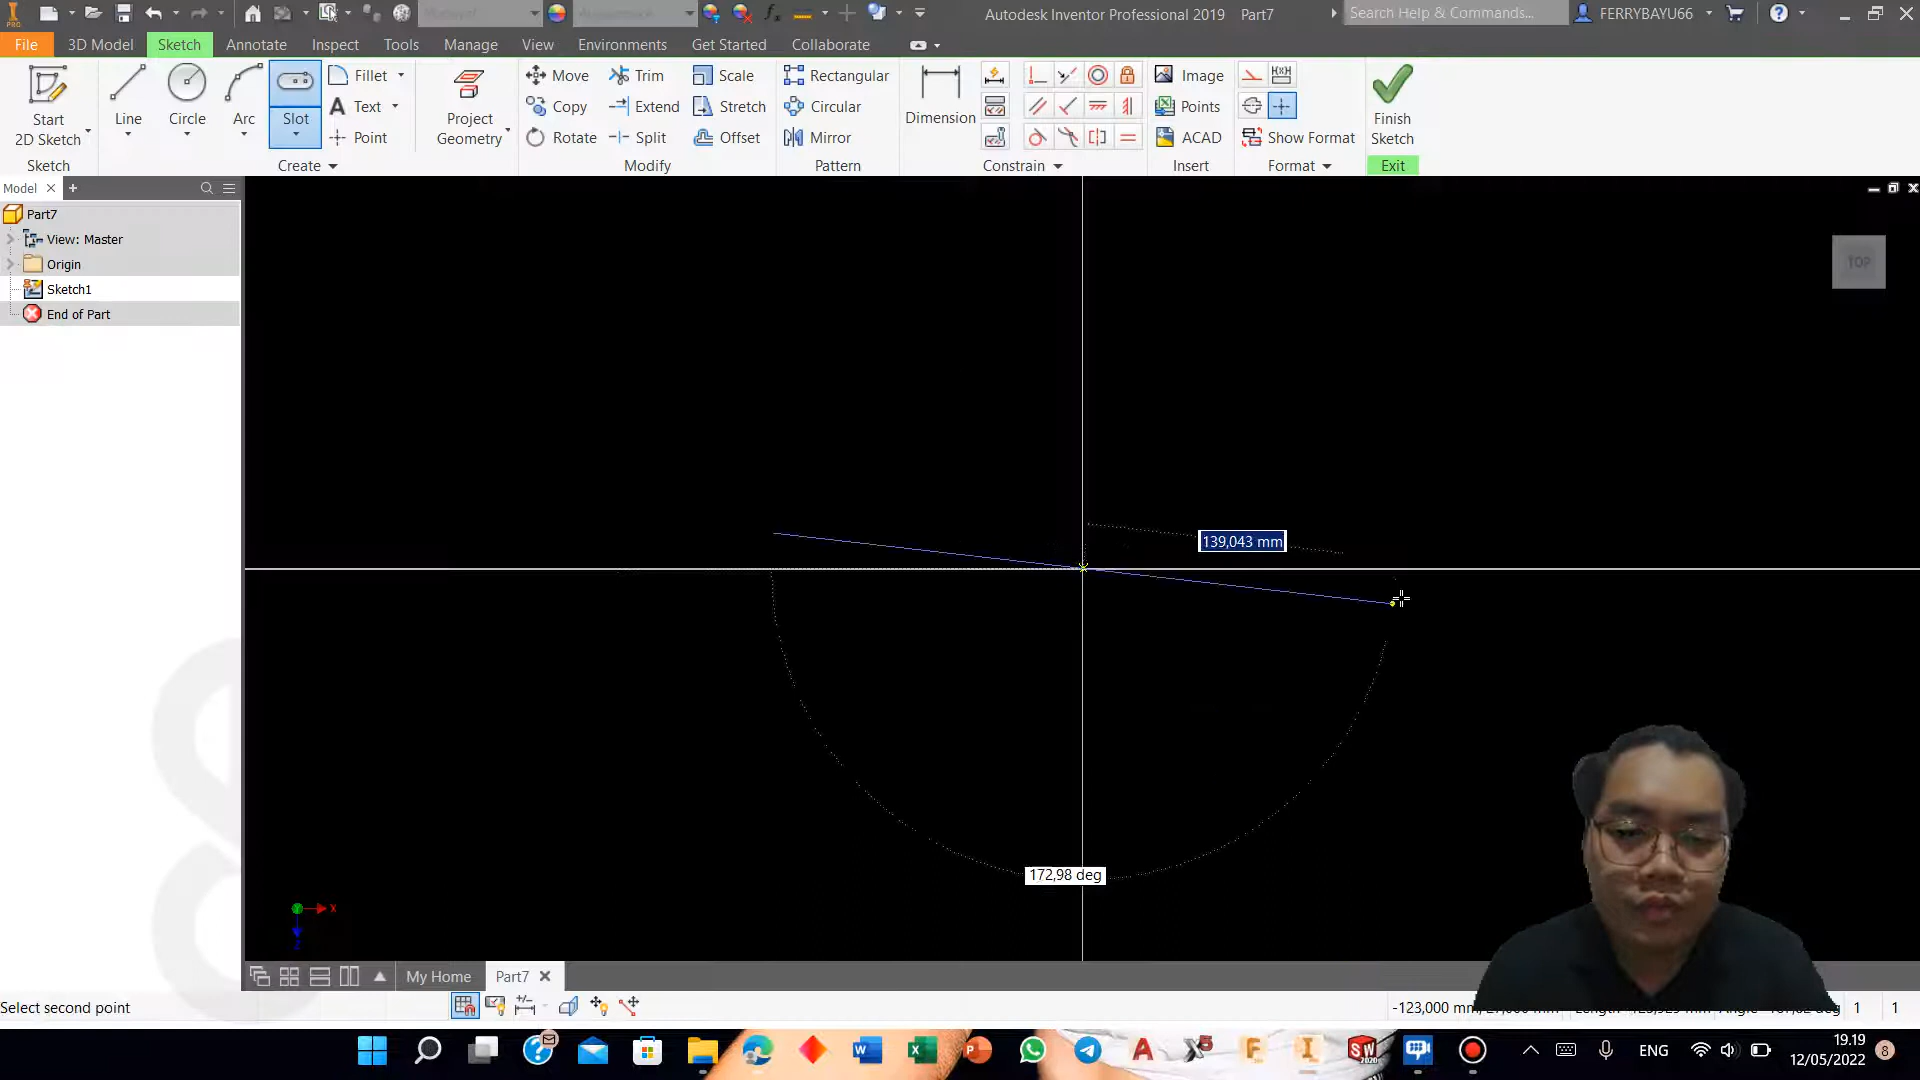 PRO
Autodesk Inventor Professional 2019 Part7
Search Help & Commands...
FERRYBAYU66
File
3D Model
Sketch
Annotate
Inspect
Tools
Manage
View
Environments
Get Started
Collaborate
Start
2D Sketch
Line
Circle
Arc
Slot
Fillet
Text
Point
Project
Geometry
Move
Copy
Rotate
Trim
Extend
Split
Scale
Stretch
Offset
Rectangular
Circular
Mirror
Dimension
Image
Points
ACAD
Show Format
Finish
Sketch
Sketch
Create
Modify
Pattern
Constrain
Insert
Format
Exit
Model
Part7
View: Master
Origin
Sketch1
End of Part
TOP
139,043 mm
172,98 deg
X
Z
My Home
Part7
Select second point
-123,000 mm
1 1
ENG
19.19
12/05/2022
8